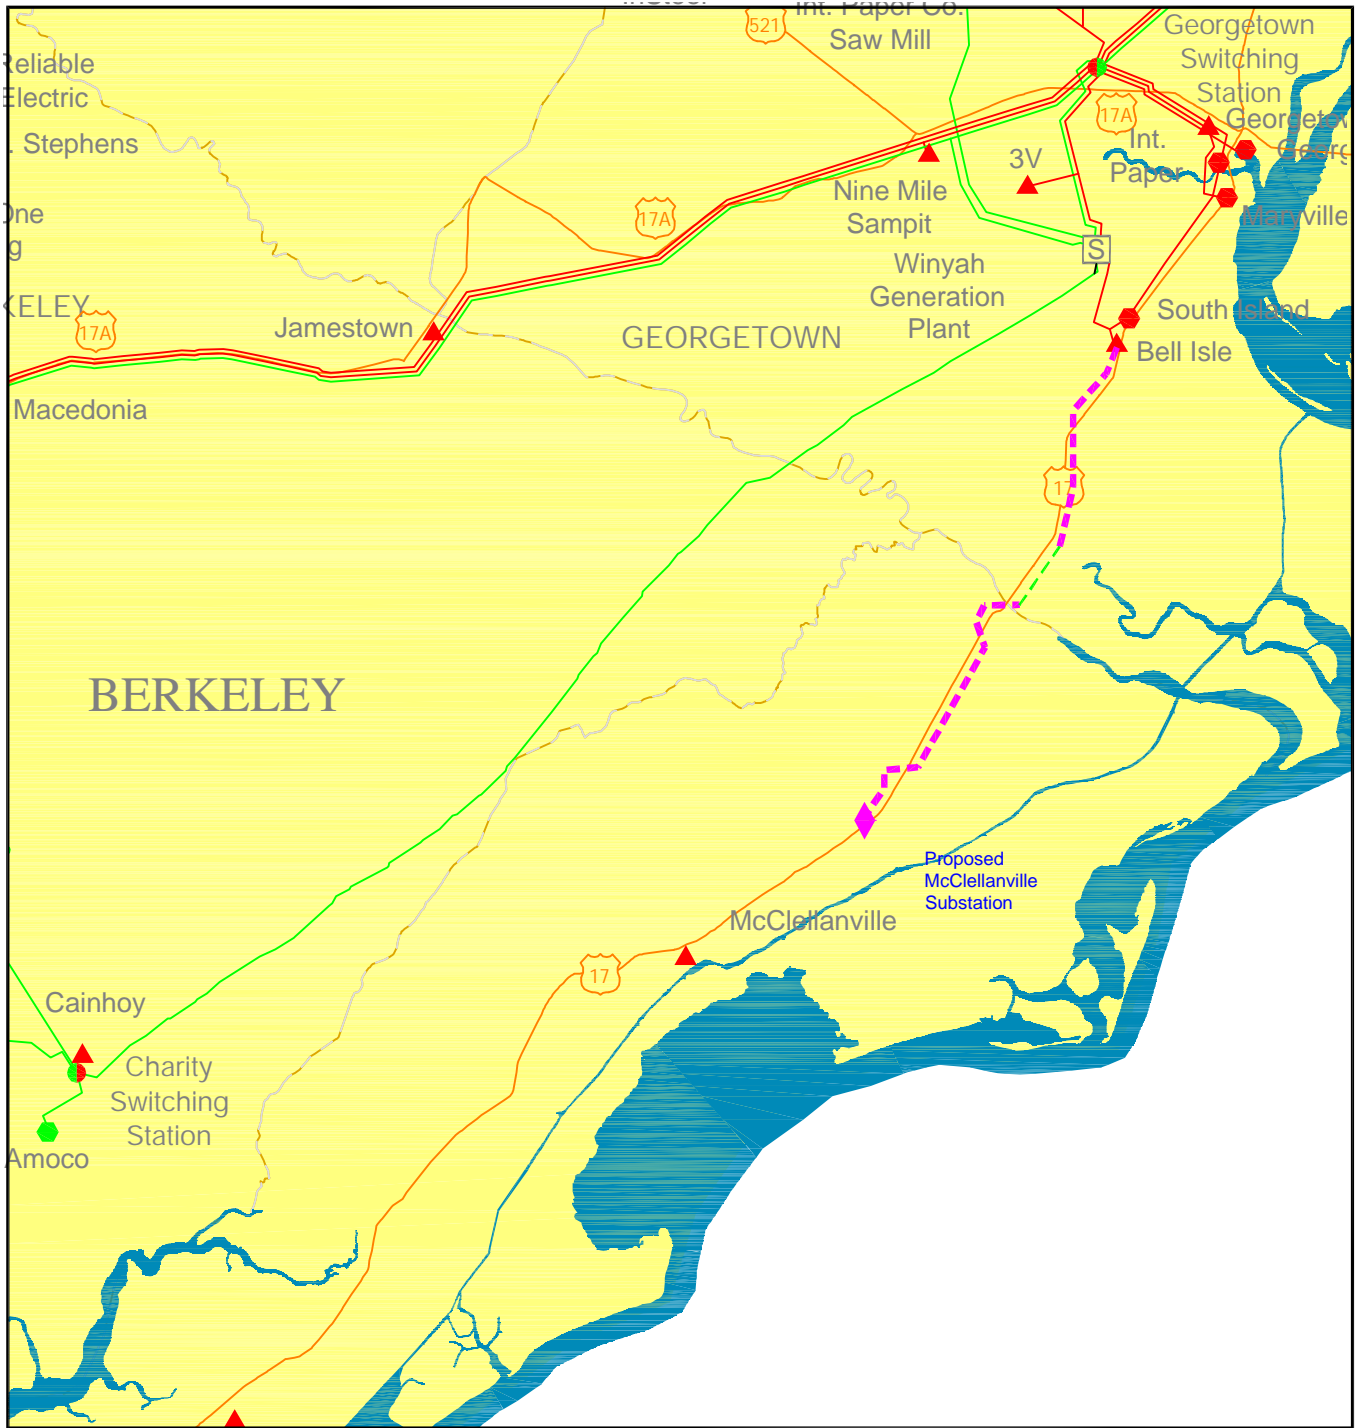 Int. Paper Co.
Saw Mill
521
Georgetown
Switching
Station
Reliable
Electric
. Stephens
17A
Int.
Paper
3V
Nine Mile
Sampit
17A
Maryville
S
Winyah
Generation
Plant
KELEY
17A
Jamestown
GEORGETOWN
South Island
Bell Isle
Macedonia
17
BERKELEY
Proposed
McClellanville
Substation
McClellanville
17
Cainhoy
Charity
Switching
Station
Amoco